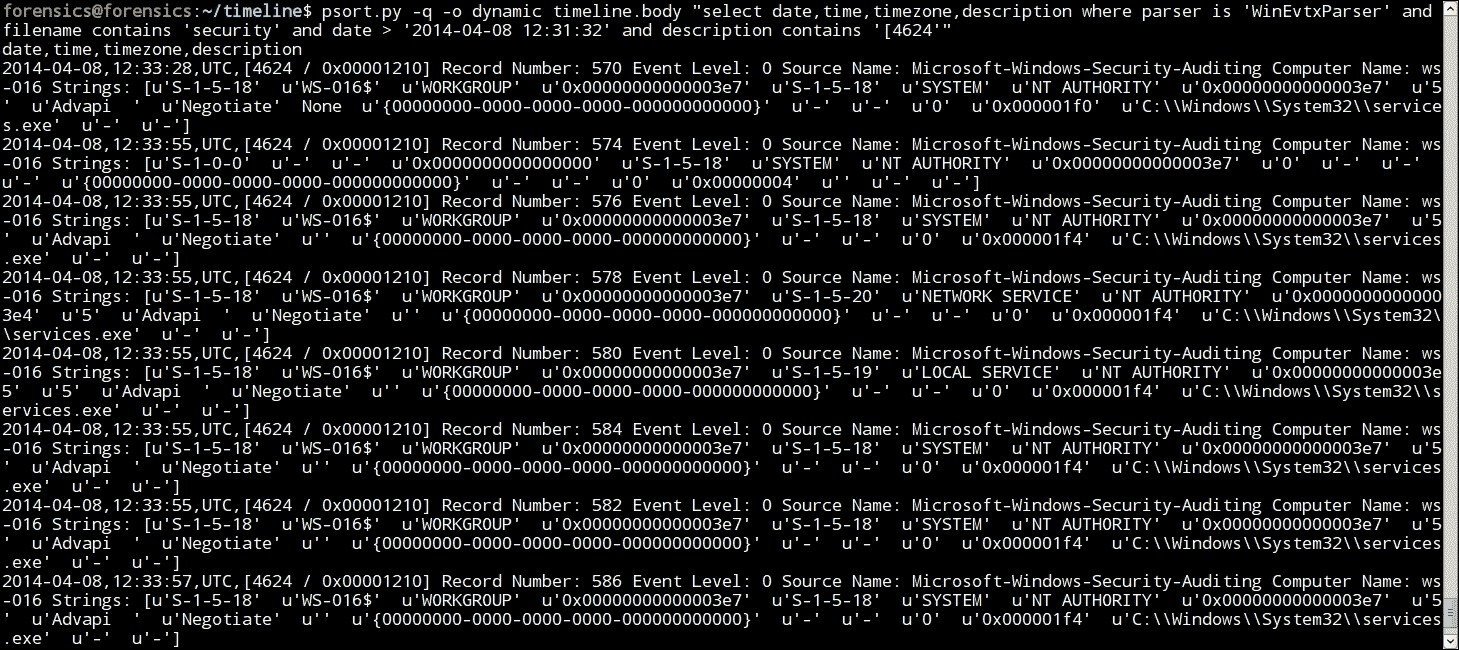 forensics@forensics:~/timeline$ psort.py -q -o dynamic timeline.body "select date,time,timezone,description where parser is 'WinEvtxParser' and
filename contains 'security' and date > '2014-04-08 12:31:32' and description contains '[4624'"
date,time,timezone,description
2014-04-08,12:33:28,UTC,[4624 / 0x00001210] Record Number: 570 Event Level: 0 Source Name: Microsoft-Windows-Security-Auditing Computer Name: ws
-016 Strings: [u'S-1-5-18'  u'WS-016$'  u'WORKGROUP'  u'0x00000000000003e7'  u'S-1-5-18'  u'SYSTEM'  u'NT AUTHORITY'  u'0x00000000000003e7'  u'5
'  u'Advapi  '  u'Negotiate'  None  u'{00000000-0000-0000-0000-000000000000}'  u'-'  u'-'  u'0'  u'0x000001f0'  u'C:\\Windows\\System32\\service
s.exe'  u'-'  u'-']
2014-04-08,12:33:55,UTC,[4624 / 0x00001210] Record Number: 574 Event Level: 0 Source Name: Microsoft-Windows-Security-Auditing Computer Name: ws
-016 Strings: [u'S-1-0-0'  u'-'  u'-'  u'0x0000000000000000'  u'S-1-5-18'  u'SYSTEM'  u'NT AUTHORITY'  u'0x00000000000003e7'  u'0'  u'-'  u'-'
u'-'  u'{00000000-0000-0000-0000-000000000000}'  u'-'  u'-'  u'0'  u'0x00000004'  u''  u'-'  u'-']
2014-04-08,12:33:55,UTC,[4624 / 0x00001210] Record Number: 576 Event Level: 0 Source Name: Microsoft-Windows-Security-Auditing Computer Name: ws
-016 Strings: [u'S-1-5-18'  u'WS-016$'  u'WORKGROUP'  u'0x00000000000003e7'  u'S-1-5-18'  u'SYSTEM'  u'NT AUTHORITY'  u'0x00000000000003e7'  u'5
'  u'Advapi  '  u'Negotiate'  u''  u'{00000000-0000-0000-0000-000000000000}'  u'-'  u'-'  u'0'  u'0x000001f4'  u'C:\\Windows\\System32\\services
.exe'  u'-'  u'-']
2014-04-08,12:33:55,UTC,[4624 / 0x00001210] Record Number: 578 Event Level: 0 Source Name: Microsoft-Windows-Security-Auditing Computer Name: ws
-016 Strings: [u'S-1-5-18'  u'WS-016$'  u'WORKGROUP'  u'0x00000000000003e7'  u'S-1-5-20'  u'NETWORK SERVICE'  u'NT AUTHORITY'  u'0x0000000000000
3e4'  u'5'  u'Advapi  '  u'Negotiate'  u''  u'{00000000-0000-0000-0000-000000000000}'  u'-'  u'-'  u'0'  u'0x000001f4'  u'C:\\Windows\\System32\
\services.exe'  u'-'  u'-']
2014-04-08,12:33:55,UTC,[4624 / 0x00001210] Record Number: 580 Event Level: 0 Source Name: Microsoft-Windows-Security-Auditing Computer Name: ws
-016 Strings: [u'S-1-5-18'  u'WS-016$'  u'WORKGROUP'  u'0x00000000000003e7'  u'S-1-5-19'  u'LOCAL SERVICE'  u'NT AUTHORITY'  u'0x00000000000003e
5'  u'5'  u'Advapi  '  u'Negotiate'  u''  u'{00000000-0000-0000-0000-000000000000}'  u'-'  u'-'  u'0'  u'0x000001f4'  u'C:\\Windows\\System32\\s
ervices.exe'  u'-'  u'-']
2014-04-08,12:33:55,UTC,[4624 / 0x00001210] Record Number: 584 Event Level: 0 Source Name: Microsoft-Windows-Security-Auditing Computer Name: ws
-016 Strings: [u'S-1-5-18'  u'WS-016$'  u'WORKGROUP'  u'0x00000000000003e7'  u'S-1-5-18'  u'SYSTEM'  u'NT AUTHORITY'  u'0x00000000000003e7'  u'5
'  u'Advapi  '  u'Negotiate'  u''  u'{00000000-0000-0000-0000-000000000000}'  u'-'  u'-'  u'0'  u'0x000001f4'  u'C:\\Windows\\System32\\services
.exe'  u'-'  u'-']
2014-04-08,12:33:55,UTC,[4624 / 0x00001210] Record Number: 582 Event Level: 0 Source Name: Microsoft-Windows-Security-Auditing Computer Name: ws
-016 Strings: [u'S-1-5-18'  u'WS-016$'  u'WORKGROUP'  u'0x00000000000003e7'  u'S-1-5-18'  u'SYSTEM'  u'NT AUTHORITY'  u'0x00000000000003e7'  u'5
'  u'Advapi  '  u'Negotiate'  u''  u'{00000000-0000-0000-0000-000000000000}'  u'-'  u'-'  u'0'  u'0x000001f4'  u'C:\\Windows\\System32\\services
.exe'  u'-'  u'-']
2014-04-08,12:33:57,UTC,[4624 / 0x00001210] Record Number: 586 Event Level: 0 Source Name: Microsoft-Windows-Security-Auditing Computer Name: ws
-016 Strings: [u'S-1-5-18'  u'WS-016$'  u'WORKGROUP'  u'0x00000000000003e7'  u'S-1-5-18'  u'SYSTEM'  u'NT AUTHORITY'  u'0x00000000000003e7'  u'5
'  u'Advapi  '  u'Negotiate'  u''  u'{00000000-0000-0000-0000-000000000000}'  u'-'  u'-'  u'0'  u'0x000001f4'  u'C:\\Windows\\System32\\services
.exe'  u'-'  u'-']